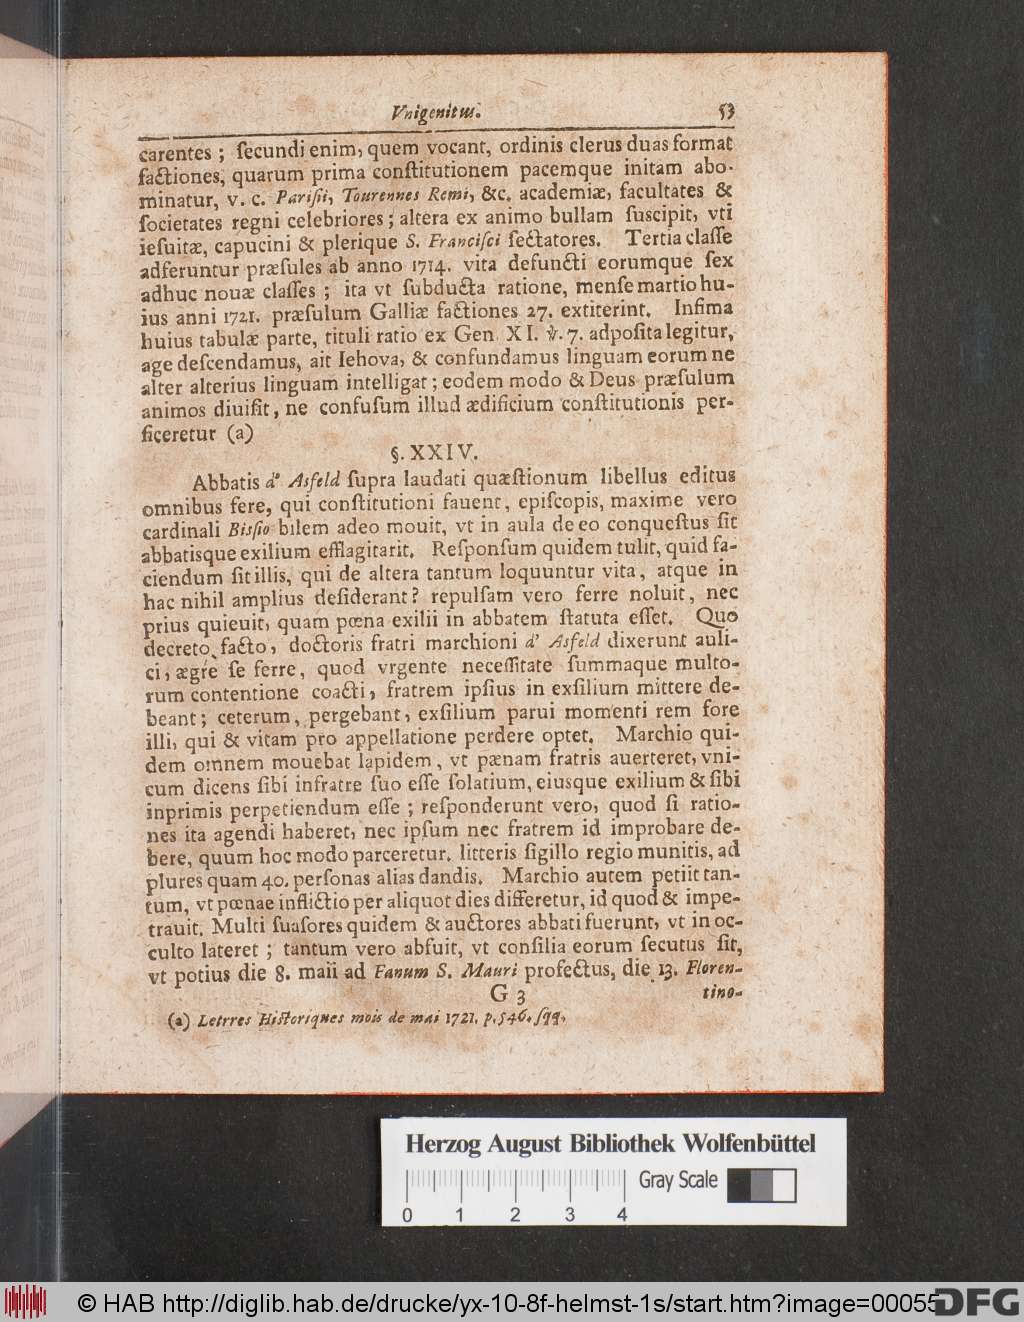 Vnigenitus. 53
carentes ; ſecundi enim, quem vocant, ordinis clerus duas format
factiones, quarum prima conſtitutionem pacemque initam abo-
minatur, v. c. Pariſii, Tourennes Remi, &c. academiæ, facultates &
ſocietates regni celebriores ; altera ex animo bullam ſuſcipit, vti
ieſuitæ, capucini & plerique S. Franciſci ſectatores. Tertia claſſe
adferuntur præſules ab anno 1714. vita defuncti eorumque ſex
adhuc nouæ claſſes ; ita vt ſubducta ratione, menſe martio hu-
ius anni 1721. præſulum Galliæ factiones 27. extiterint. Infima
huius tabulæ parte, tituli ratio ex Gen. XI. ℣. 7. adpoſita legitur,
age deſcendamus, ait Iehova, & confundamus linguam eorum ne
alter alterius linguam intelligat ; eodem modo & Deus præſulum
animos diuiſit, ne confuſum illud ædificium conſtitutionis per-
ficeretur (a)
§. XXIV.
Abbatis d' Asfeld ſupra laudati quæſtionum libellus editus
omnibus fere, qui conſtitutioni fauent, epiſcopis, maxime vero
cardinali Bisſio bilem adeo mouit, vt in aula de eo conqueſtus ſit
abbatisque exilium efflagitarit. Reſponſum quidem tulit, quid fa-
ciendum ſit illis, qui de altera tantum loquuntur vita, atque in
hac nihil amplius deſiderant? repulſam vero ferre noluit, nec
prius quieuit, quam pœna exilii in abbatem ſtatuta eſſet. Quo
decreto facto, doctoris fratri marchioni d' Asfeld dixerunt auli-
ci, ægre ſe ferre, quod vrgente neceſſitate ſummaque multo-
rum contentione coacti, fratrem ipſius in exſilium mittere de-
beant ; ceterum, pergebant, exſilium parui momenti rem fore
illi, qui & vitam pro appellatione perdere optet. Marchio qui-
dem omnem mouebat lapidem, vt pænam fratris auerteret, vni-
cum dicens ſibi in fratre ſuo eſſe ſolatium, eiusque exilium & ſibi
inprimis perpetiendum eſſe ; reſponderunt vero, quod ſi ratio-
nes ita agendi haberet, nec ipſum nec fratrem id improbare de-
bere, quum hoc modo parceretur. litteris ſigillo regio munitis, ad
plures quam 40. perſonas alias dandis. Marchio autem petiit tan-
tum, vt pœnae inflictio per aliquot dies differetur, id quod & impe-
trauit. Multi ſuaſores quidem & auctores abbati fuerunt, vt in oc-
culto lateret ; tantum vero abfuit, vt conſilia eorum ſecutus ſit,
vt potius die 8. maii ad Fanum S. Mauri profectus, die 13. Floren-
G 3 tino-
(a) Letrres Hiſtoriques mois de mai 1721. p. 546. ſqq.
Herzog August Bibliothek Wolfenbüttel
Gray Scale
0 1 2 3 4
© HAB http://diglib.hab.de/drucke/yx-10-8f-helmst-1s/start.htm?image=00055
DFG